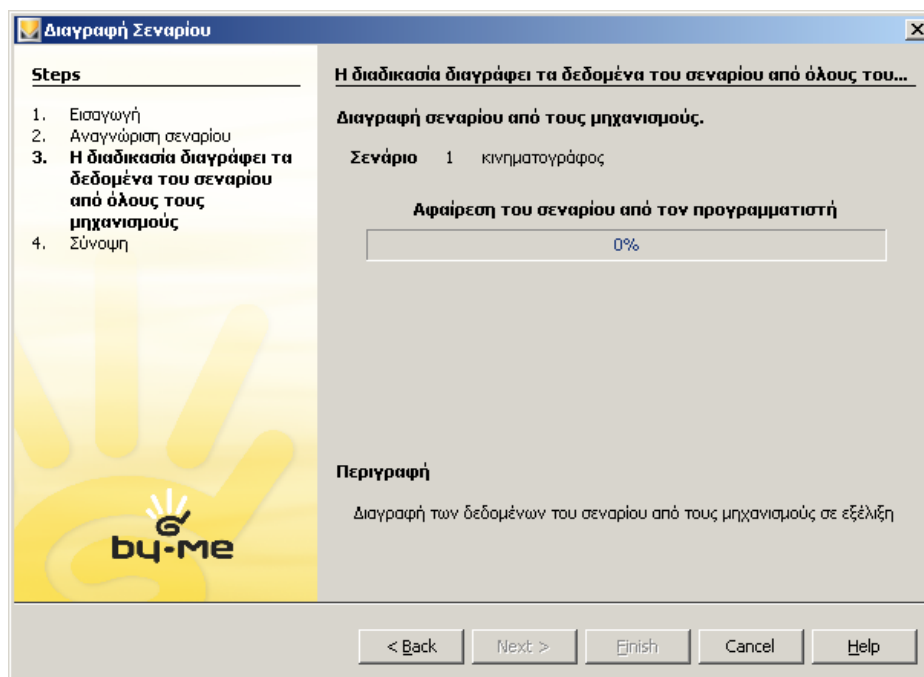 Διαγραφή Σεναρίου
Steps
1. Εισαγωγή
2. Αναγνώριση σεναρίου
3. Η διαδικασία διαγράφει τα
δεδομένα του σεναρίου
από όλους τους
μηχανισμούς
4. Σύνοψη
by-me
Η διαδικασία διαγράφει τα δεδομένα του σεναρίου από όλους του...
Διαγραφή σεναρίου από τους μηχανισμούς.
Σενάριο 1 κινηματογράφος
Αφαίρεση του σεναρίου από τον προγραμματιστή
0%
Περιγραφή
Διαγραφή των δεδομένων του σεναρίου από τους μηχανισμούς σε εξέλιξη
< Back Next > Finish Cancel Help